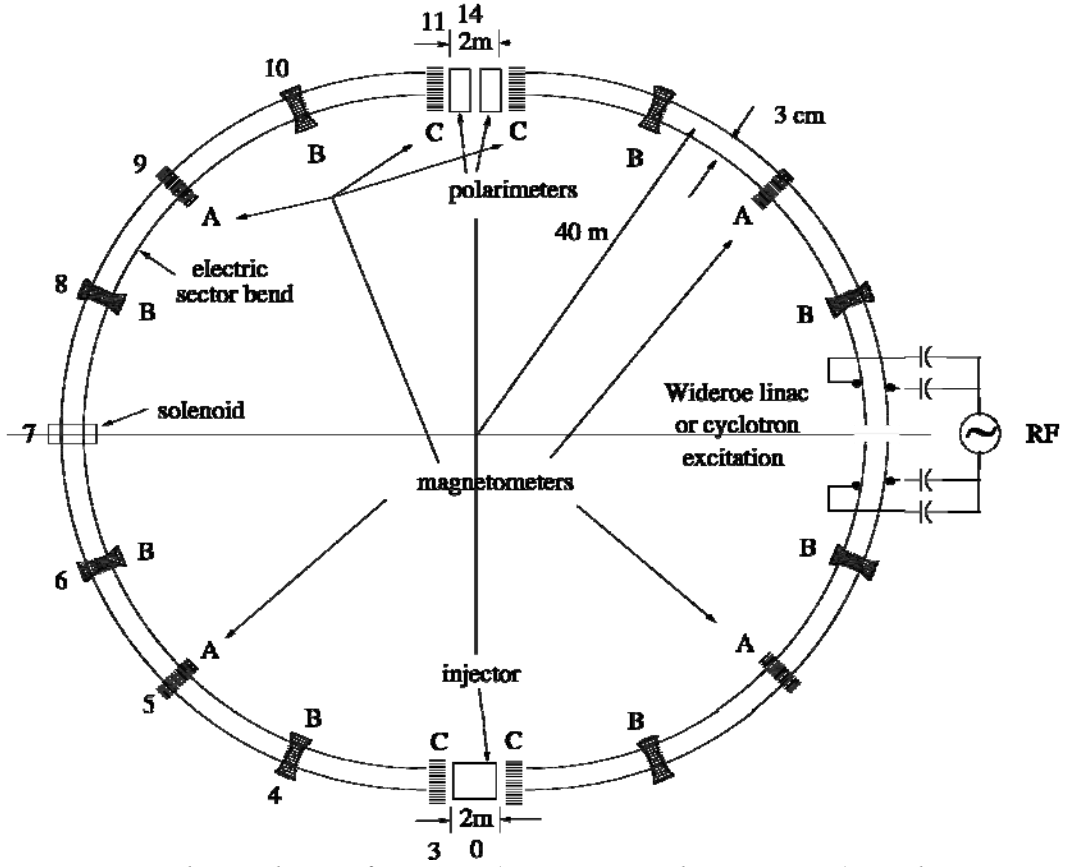 11 14
2m
10
C C
3 cm
B B
9
polarimeters
A A
40 m
electric
sector bend
8
B B
Wideroe linac
or cyclotron
excitation
solenoid
7
RF
magnetometers
B B
6
A A
injector
5
B B
C C
4
2m
3 0